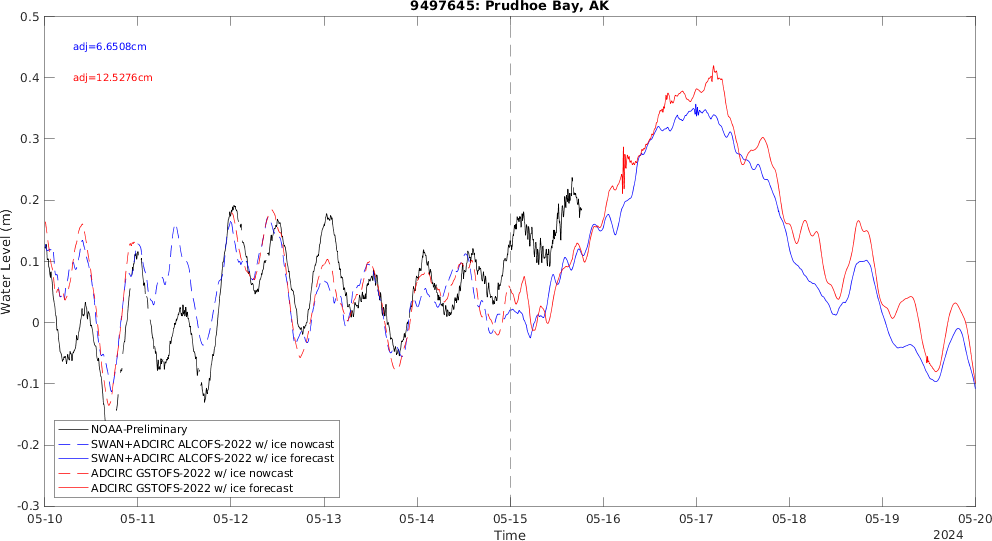 9497645: Prudhoe Bay, AK
adj=6.6508cm
adj=12.5276cm
Water Level (m)
0.5
0.4
0.3
0.2
0.1
0
-0.1
-0.2
-0.3
NOAA-Preliminary
SWAN+ADCIRC ALCOFS-2022 w/ ice nowcast
SWAN+ADCIRC ALCOFS-2022 w/ ice forecast
ADCIRC GSTOFS-2022 w/ ice nowcast
ADCIRC GSTOFS-2022 w/ ice forecast
05-10 05-11 05-12 05-13 05-14 05-15 05-16 05-17 05-18 05-19 05-20
Time
2024